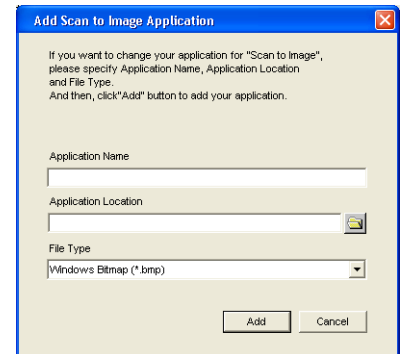 Add Scan to Image Application
If you want to change your application for "Scan to Image",
please specify Application Name, Application Location
and File Type.
And then, click"Add" button to add your application.
Application Name
Application Location
File Type
Windows Bitmap (*.bmp)
Add
Cancel